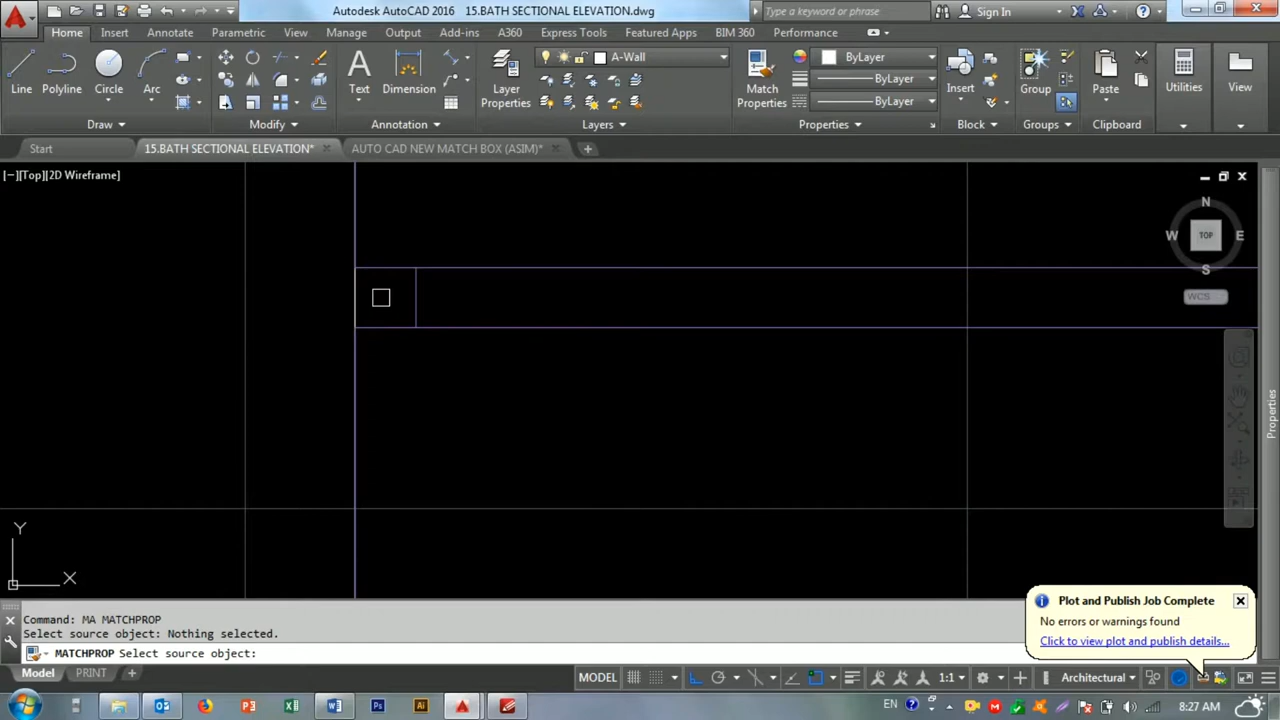 Autodesk AutoCAD 2016   15.BATH SECTIONAL ELEVATION.dwg
Type a keyword or phrase
Sign In
Home Insert Annotate Parametric View Manage Output Add-ins A360 Express Tools Featured Apps BIM 360 Performance
A-Wall
ByLayer
ByLayer
ByLayer
Line Polyline Circle Arc
Text Dimension
Layer Properties
Match Properties
Insert
Group
Paste
Utilities
View
Draw Modify Annotation Layers Properties Block Groups Clipboard
Start 15.BATH SECTIONAL ELEVATION* AUTO CAD NEW MATCH BOX (ASIM)*
[−][Top][2D Wireframe]
N
W TOP E
S
WCS
Properties
Y
X
Plot and Publish Job Complete
No errors or warnings found
Click to view plot and publish details...
Command: MA MATCHPROP
Select source object: Nothing selected.
MATCHPROP Select source object:
Model PRINT
MODEL 1:1 Architectural
EN 8:27 AM